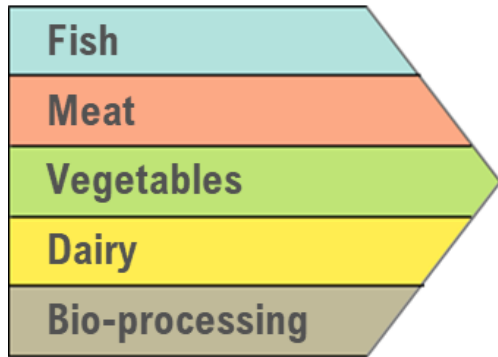 Fish
Meat
Vegetables
Dairy
Bio-processing